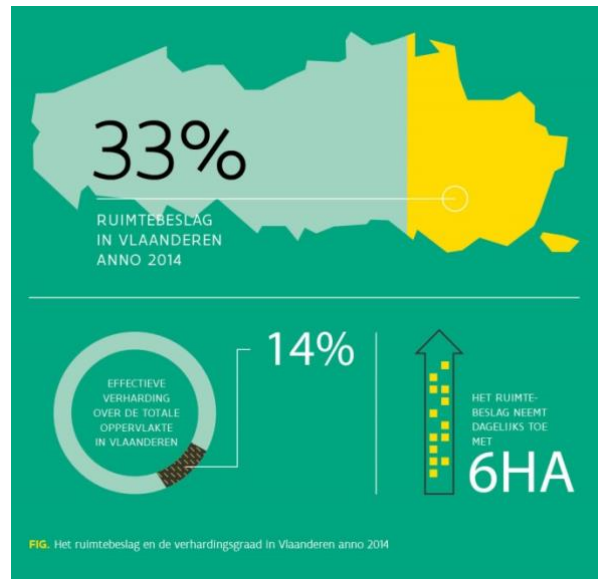 33%
RUIMTEBESLAG
IN VLAANDEREN
ANNO 2014
14%
EFFECTIEVE
VERHARDING
OVER DE TOTALE
OPPERVLAKTE
IN VLAANDEREN
HET RUIMTE-
BESLAG NEEMT
DAGELIJKS TOE
MET
6HA
FIG. Het ruimtebeslag en de verhardingsgraad in Vlaanderen anno 2014